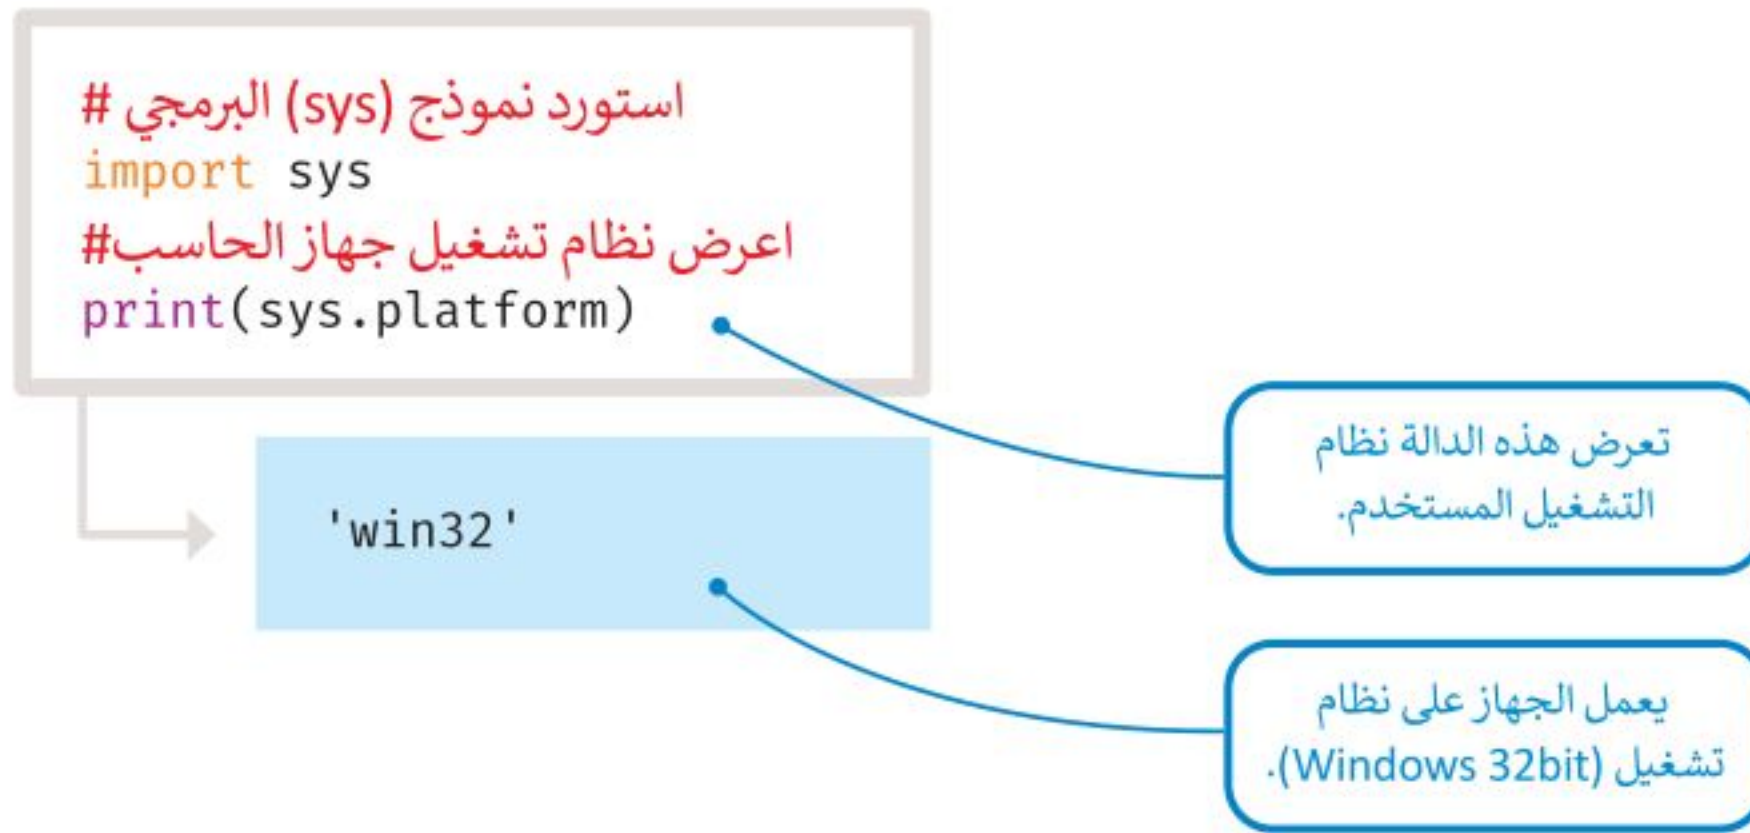 # استورد نموذج (sys) البرمجي
import sys
#اعرض نظام تشغيل جهاز الحاسب
print(sys.platform)
تعرض هذه الدالة نظام
التشغيل المستخدم.
'win32'
يعمل الجهاز على نظام
تشغيل (Windows 32bit).